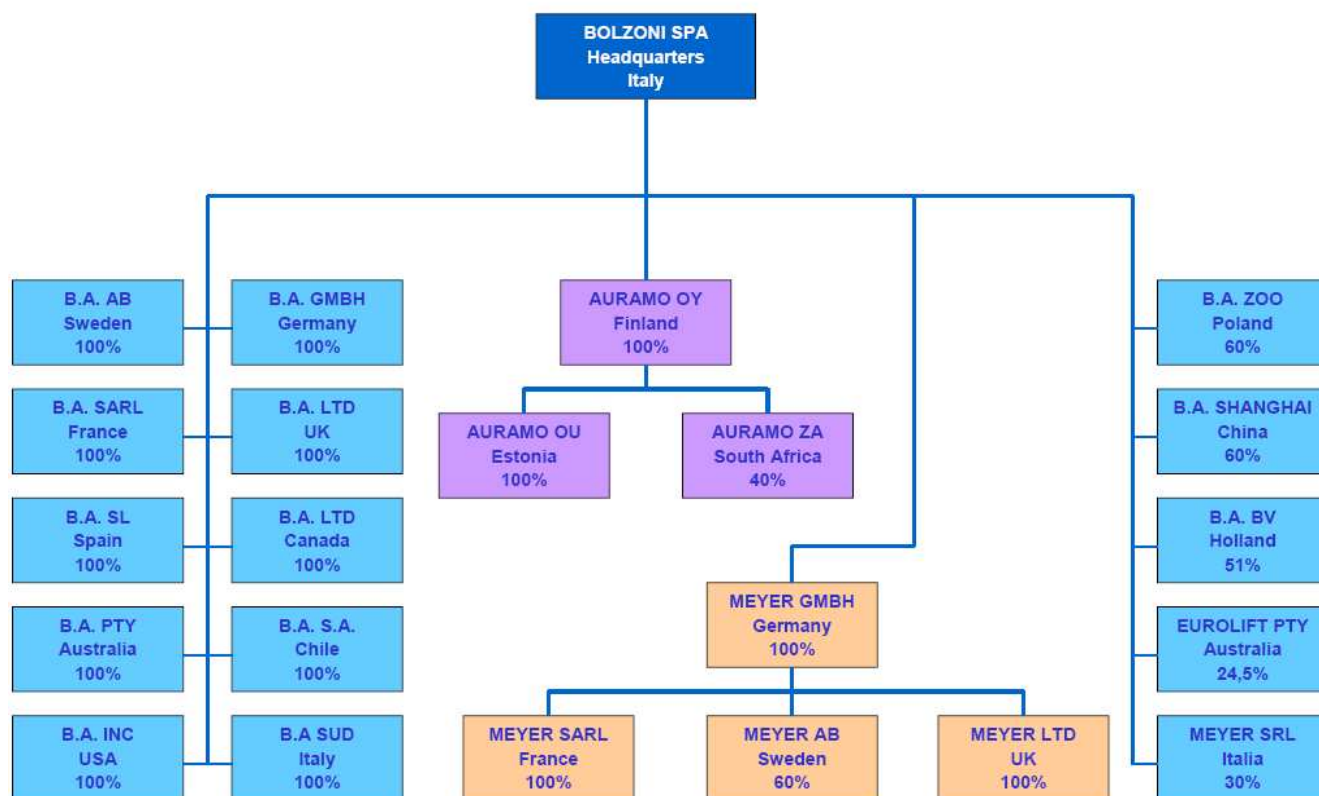 BOLZONI SPA
Headquarters
Italy
B.A. AB
Sweden
100%
B.A. GMBH
Germany
100%
AURAMO OY
Finland
100%
B.A. ZOO
Poland
60%
B.A. SARL
France
100%
B.A. LTD
UK
100%
AURAMO OU
Estonia
100%
AURAMO ZA
South Africa
40%
B.A. SHANGHAI
China
60%
B.A. SL
Spain
100%
B.A. LTD
Canada
100%
B.A. BV
Holland
51%
B.A. PTY
Australia
100%
B.A. S.A.
Chile
100%
MEYER GMBH
Germany
100%
EUROLIFT PTY
Australia
24,5%
B.A. INC
USA
100%
B.A SUD
Italy
100%
MEYER SARL
France
100%
MEYER AB
Sweden
60%
MEYER LTD
UK
100%
MEYER SRL
Italia
30%